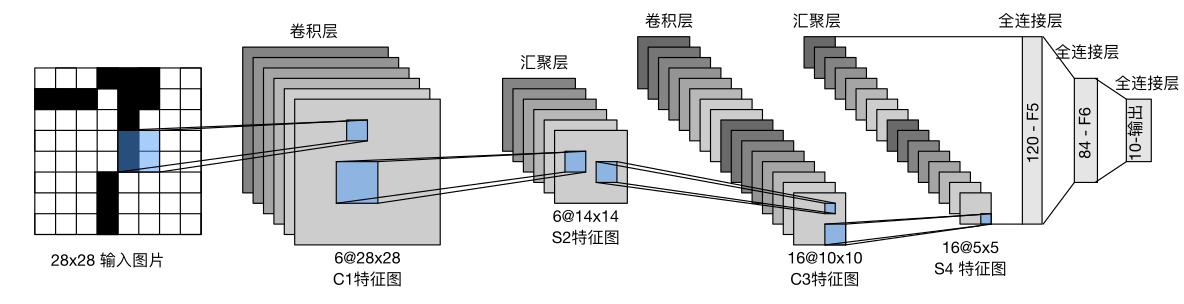 卷积层
汇聚层
卷积层
汇聚层
全连接层
全连接层
全连接层
28x28 输入图片
6@28x28
C1特征图
6@14x14
S2特征图
16@10x10
C3特征图
16@5x5
S4 特征图
120 - F5
84 - F6
10-输出